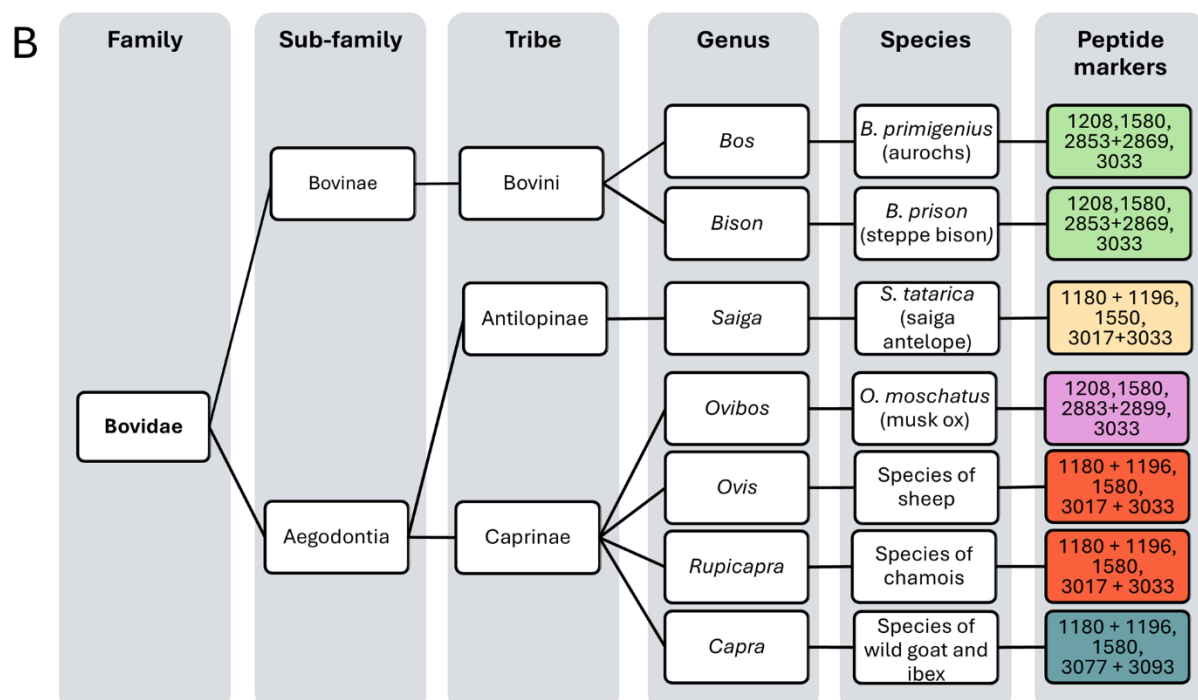 B
Family
Sub-family
Tribe
Genus
Species
Peptide
markers
Bovidae
Bovinae
Aegodontia
Bovini
Antilopinae
Caprinae
Bos
B. primigenius
(aurochs)
1208,1580,
2853+2869,
3033
Bison
B. prison
(steppe bison)
1208,1580,
2853+2869,
3033
Saiga
S. tatarica
(saiga
antelope)
1180 + 1196,
1550,
3017+3033
Ovibos
O. moschatus
(musk ox)
1208,1580,
2883+2899,
3033
Ovis
Species of
sheep
1180 + 1196,
1580,
3017 + 3033
Rupicapra
Species of
chamois
1180 + 1196,
1580,
3017 + 3033
Capra
Species of
wild goat and
ibex
1180 + 1196,
1580,
3077 + 3093